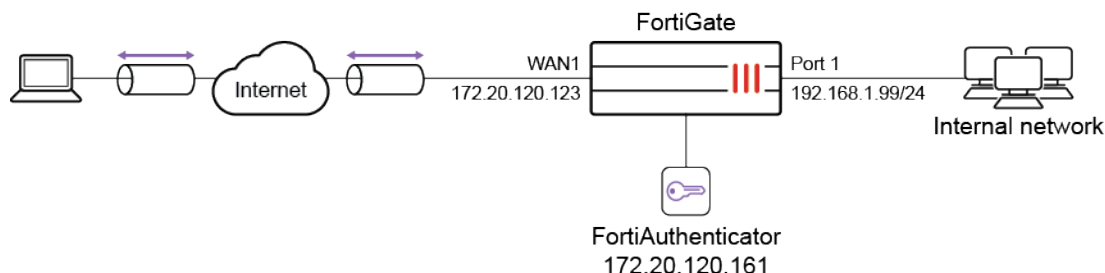 FortiGate
WAN1
Port 1
Internet
172.20.120.123
192.168.1.99/24
Internal network
FortiAuthenticator
172.20.120.161